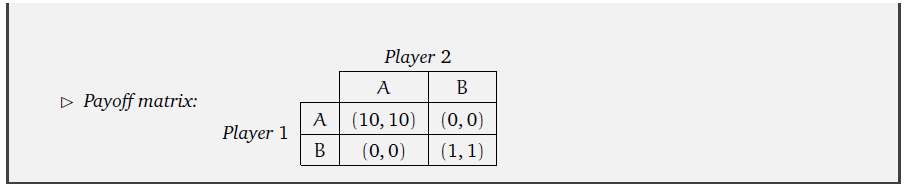 Player 2
A B
▷ Payoff matrix:
Player 1 A (10, 10) (0, 0)
B (0, 0) (1, 1)